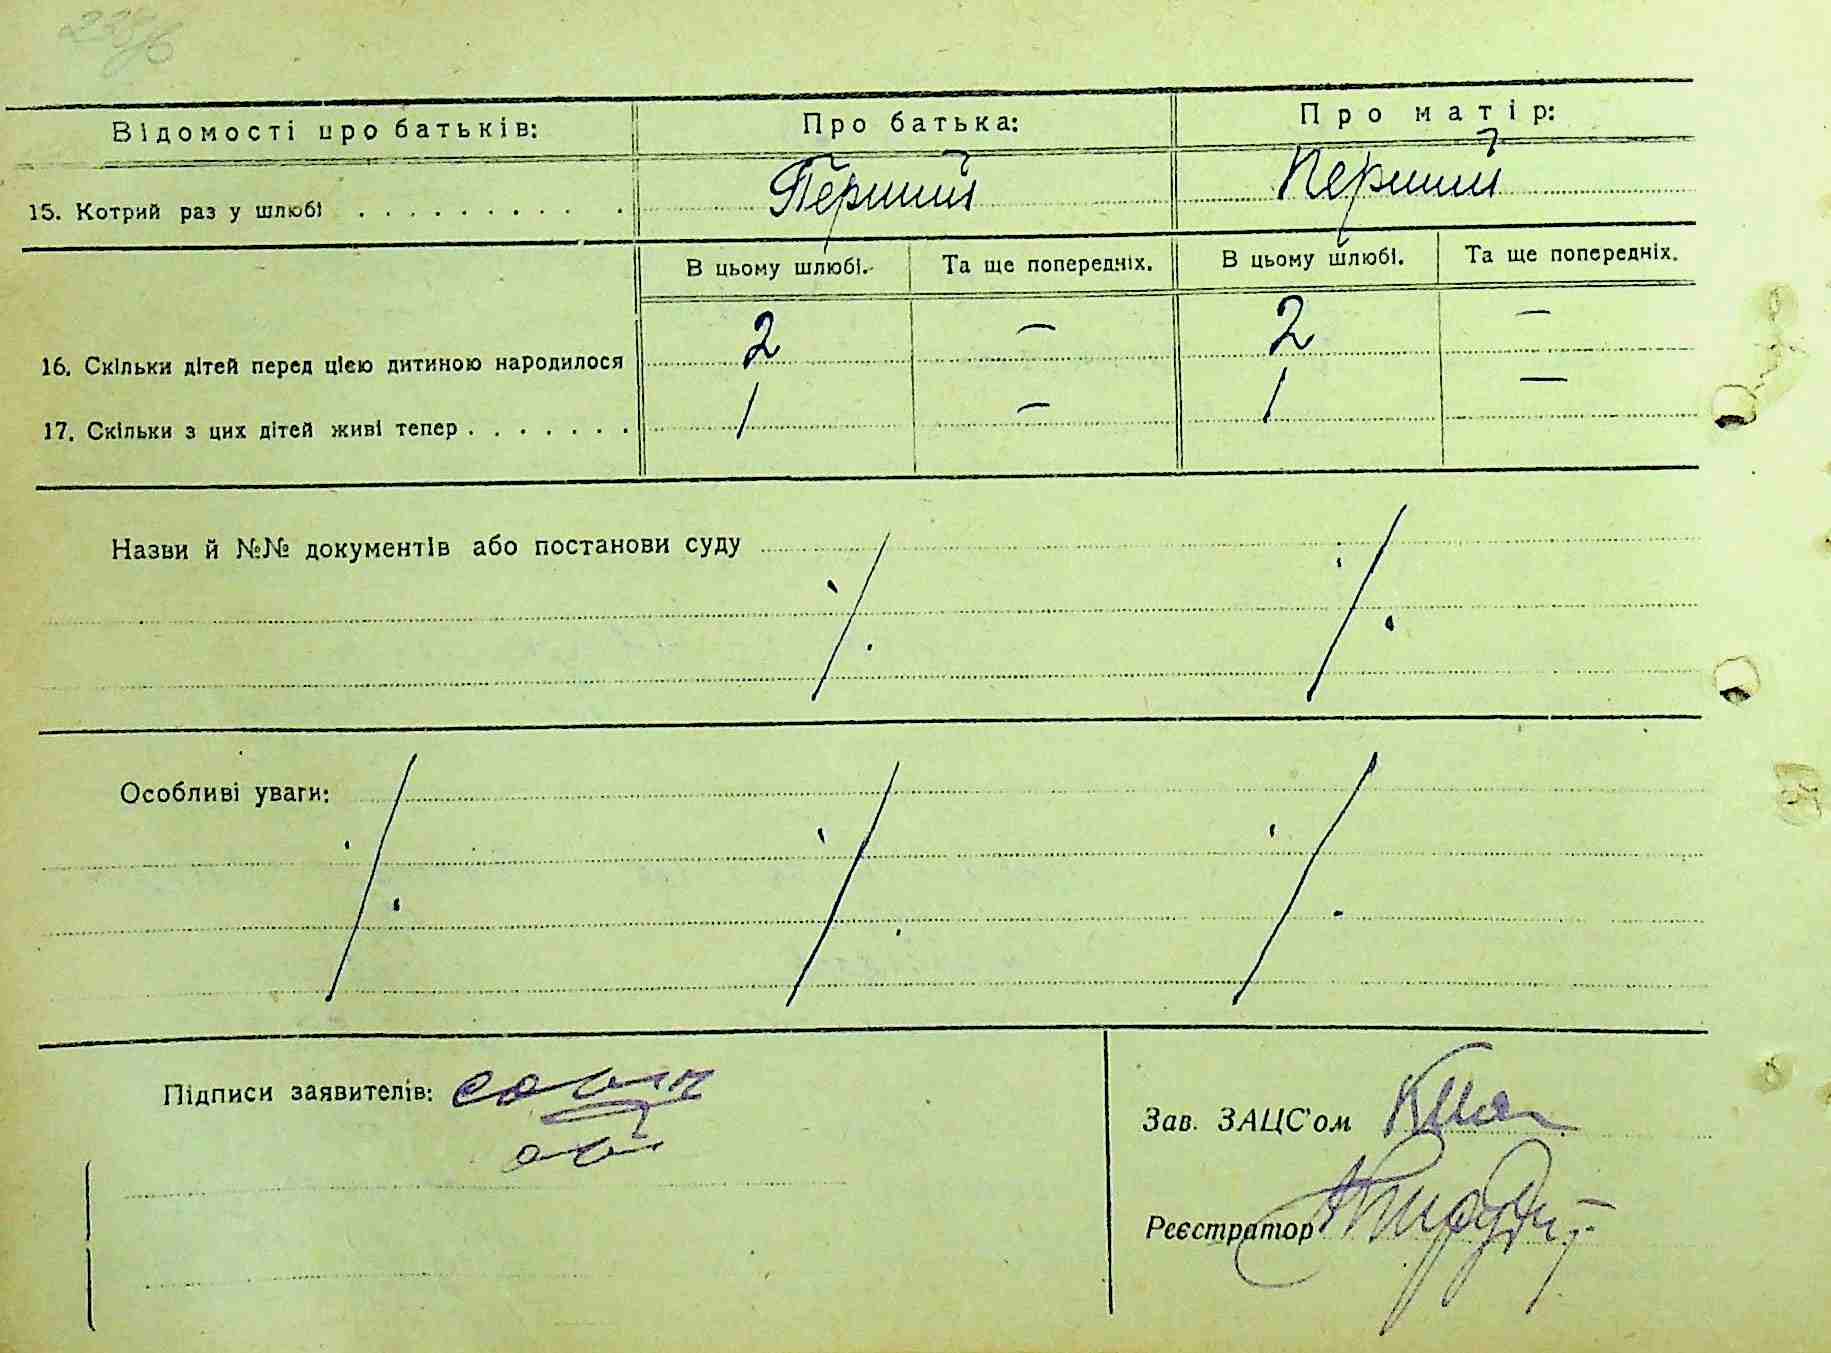 Відомості про батьків: Про батька: Про матір:
15. Котрий раз у шлюбі . . . . . . . . . . Перший Перший
В цьому шлюбі. Та ще попередніх. В цьому шлюбі. Та ще попередніх.
16. Скільки дітей перед цією дитиною народилося 2 — 2 —
17. Скільки з цих дітей живі тепер . . . . . . . 1 — 1 —
Назви й №№ документів або постанови суду
Особливі уваги:
Підписи заявителів:
Зав. ЗАЦС'ом
Реєстратор